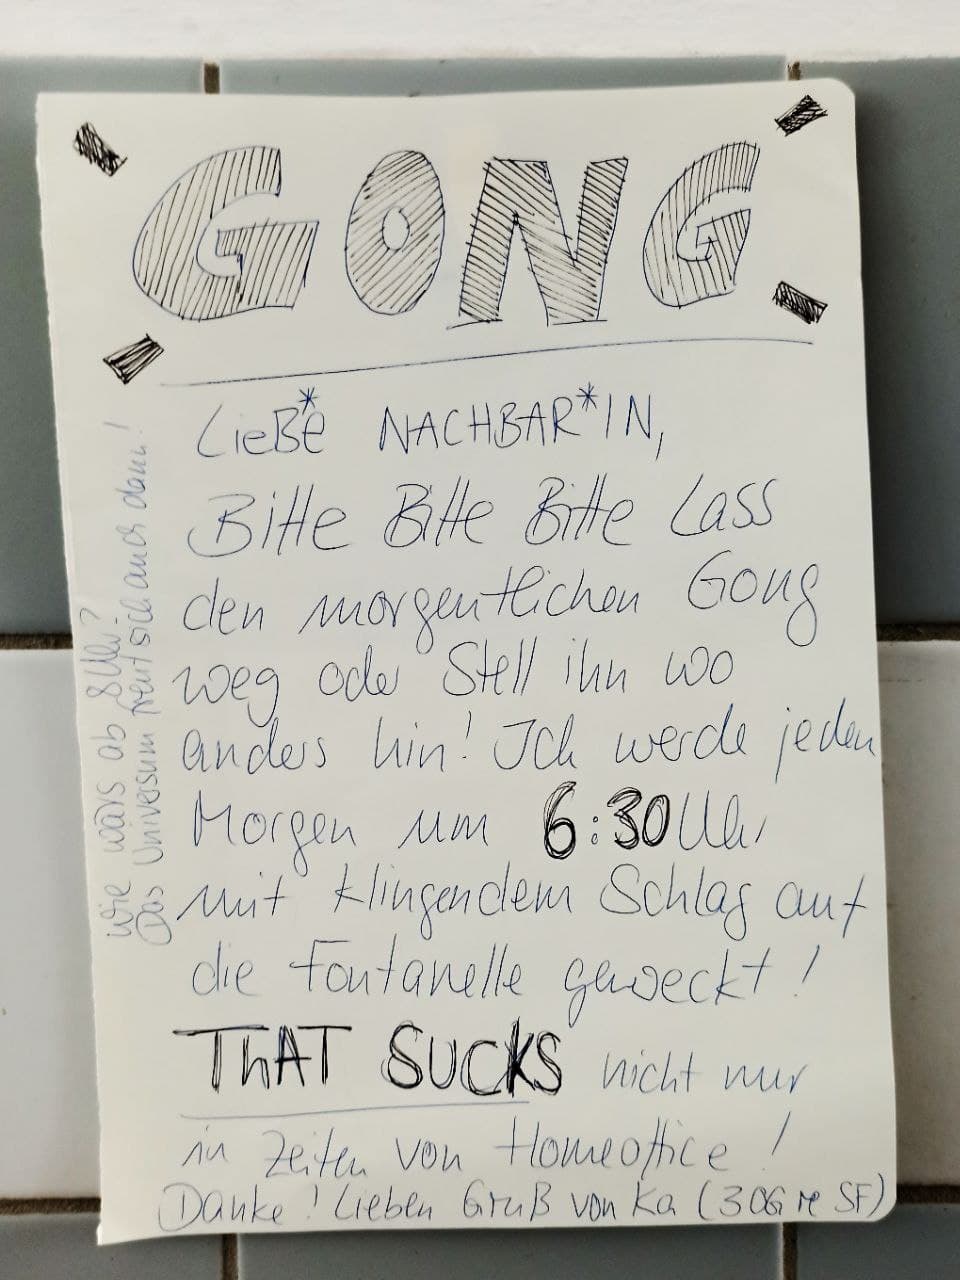 GONG
Liebe* NACHBAR*IN,
Bitte Bitte Bitte Lass
den morgentlichen Gong
weg oder Stell ihn wo
anders hin! Ich werde jeden
Morgen um 6:30 Uhr
mit klingendem Schlag auf
die Fontanelle geweckt!
THAT SUCKS nicht nur
in Zeiten von Homeoffice!
Danke! Lieben Gruß von Ka (3 OG re SF)
Wie wärs ab 8 Uhr?
Das Universum freut sich auch dann!